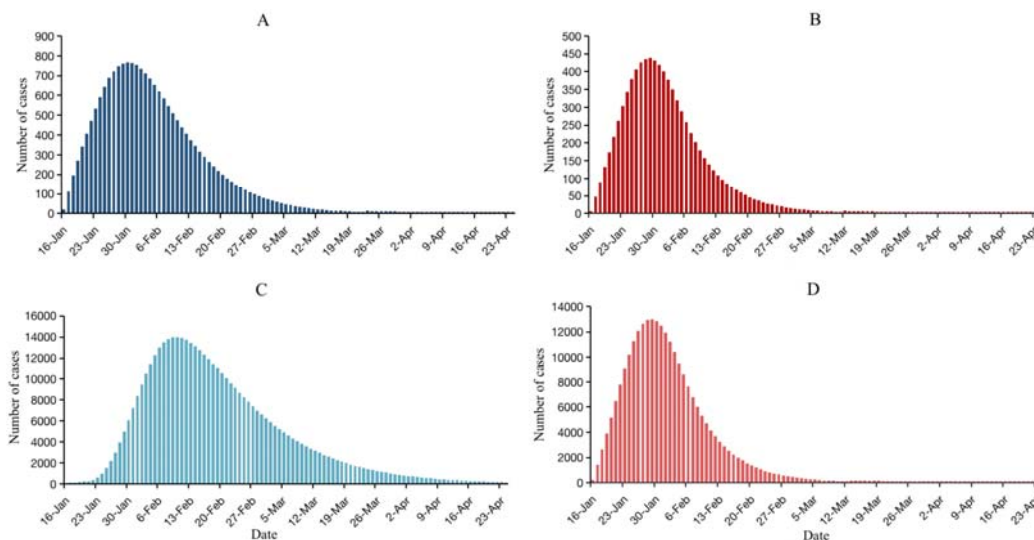 A
Number of cases
900
800
700
600
500
400
300
200
100
0
16-Jan 23-Jan 30-Jan 6-Feb 13-Feb 20-Feb 27-Feb 5-Mar 12-Mar 19-Mar 26-Mar 2-Apr 9-Apr 16-Apr 23-Apr
B
Number of cases
500
450
400
350
300
250
200
150
100
50
0
16-Jan 23-Jan 30-Jan 6-Feb 13-Feb 20-Feb 27-Feb 5-Mar 12-Mar 19-Mar 26-Mar 2-Apr 9-Apr 16-Apr 23-Apr
C
Number of cases
16000
14000
12000
10000
8000
6000
4000
2000
0
16-Jan 23-Jan 30-Jan 6-Feb 13-Feb 20-Feb 27-Feb 5-Mar 12-Mar 19-Mar 26-Mar 2-Apr 9-Apr 16-Apr 23-Apr
Date
D
Number of cases
14000
12000
10000
8000
6000
4000
2000
0
16-Jan 23-Jan 30-Jan 6-Feb 13-Feb 20-Feb 27-Feb 5-Mar 12-Mar 19-Mar 26-Mar 2-Apr 9-Apr 16-Apr 23-Apr
Date